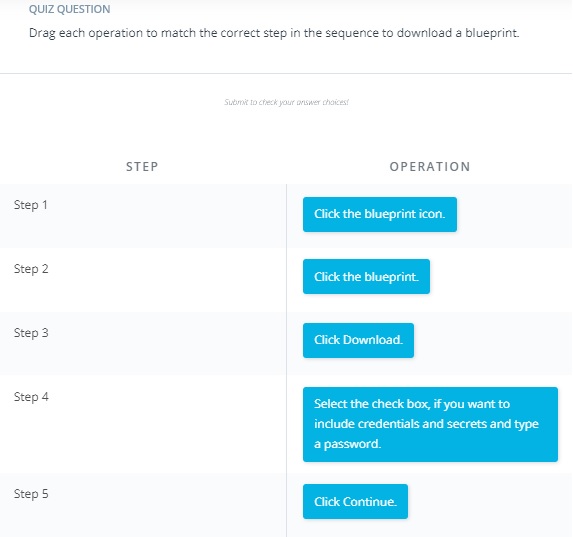 QUIZ QUESTION
Drag each operation to match the correct step in the sequence to download a blueprint.
Submit to check your answer choices!
STEP
OPERATION
Step 1
Click the blueprint icon.
Step 2
Click the blueprint.
Step 3
Click Download.
Step 4
Select the check box, if you want to
include credentials and secrets and type
a password.
Step 5
Click Continue.